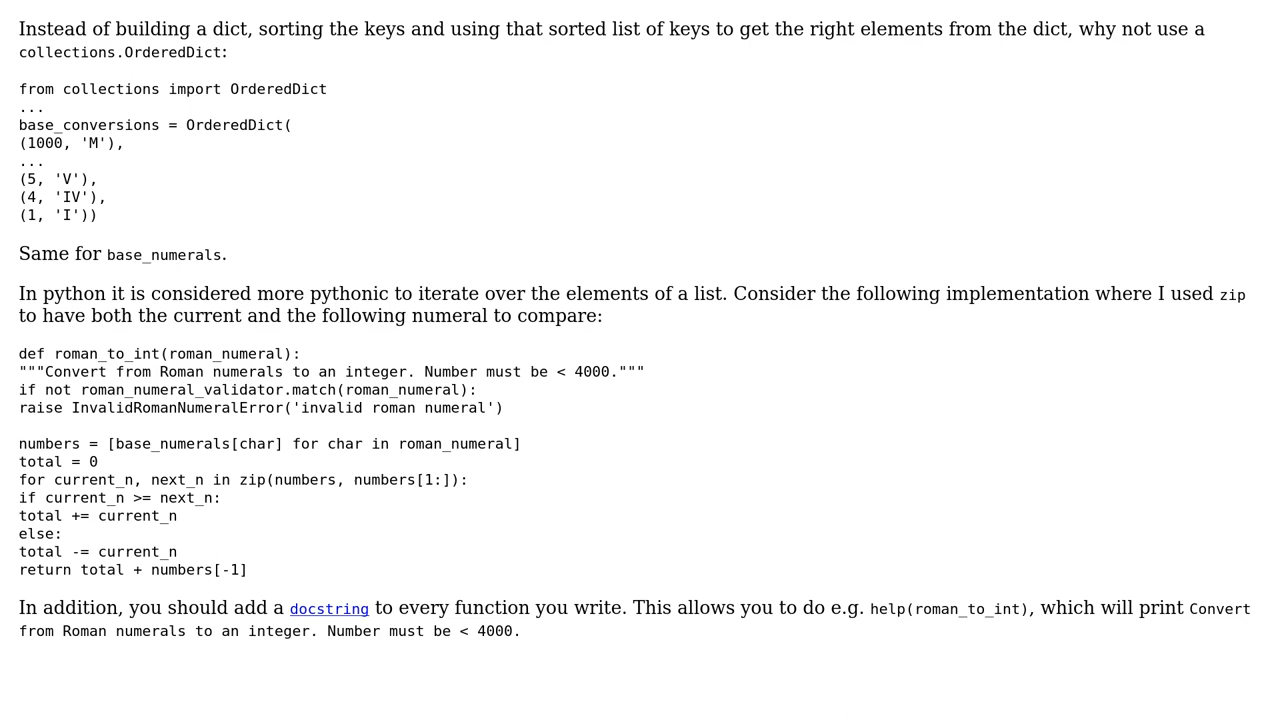 Instead of building a dict, sorting the keys and using that sorted list of keys to get the right elements from the dict, why not use a
collections.OrderedDict:
from collections import OrderedDict
...
base_conversions = OrderedDict(
(1000, 'M'),
...
(5, 'V'),
(4, 'IV'),
(1, 'I'))
Same for base_numerals.
In python it is considered more pythonic to iterate over the elements of a list. Consider the following implementation where I used zip
to have both the current and the following numeral to compare:
def roman_to_int(roman_numeral):
"""Convert from Roman numerals to an integer. Number must be < 4000."""
if not roman_numeral_validator.match(roman_numeral):
raise InvalidRomanNumeralError('invalid roman numeral')
numbers = [base_numerals[char] for char in roman_numeral]
total = 0
for current_n, next_n in zip(numbers, numbers[1:]):
if current_n >= next_n:
total += current_n
else:
total -= current_n
return total + numbers[-1]
In addition, you should add a docstring to every function you write. This allows you to do e.g. help(roman_to_int), which will print Convert
from Roman numerals to an integer. Number must be < 4000.